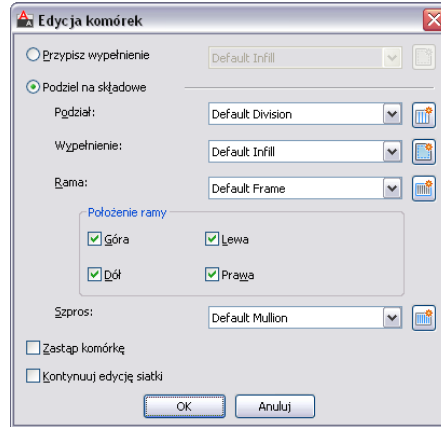 Edycja komórek
Przypisz wypełnienie Default Infill
Podziel na składowe
Podział: Default Division
Wypełnienie: Default Infill
Rama: Default Frame
Położenie ramy
Góra Lewa
Dół Prawa
Szpros: Default Mullion
Zastąp komórkę
Kontynuuj edycję siatki
OK Anuluj